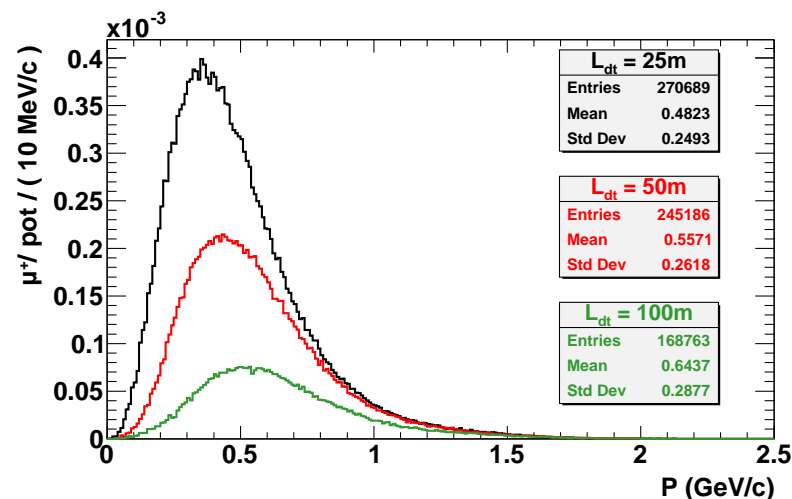 ×10⁻³
μ⁺/ pot / ( 10 MeV/c )
0.4
0.35
0.3
0.25
0.2
0.15
0.1
0.05
0
L_dt = 25m
Entries 270689
Mean 0.4823
Std Dev 0.2493
L_dt = 50m
Entries 245186
Mean 0.5571
Std Dev 0.2618
L_dt = 100m
Entries 168763
Mean 0.6437
Std Dev 0.2877
0 0.5 1 1.5 2 2.5
P (GeV/c)